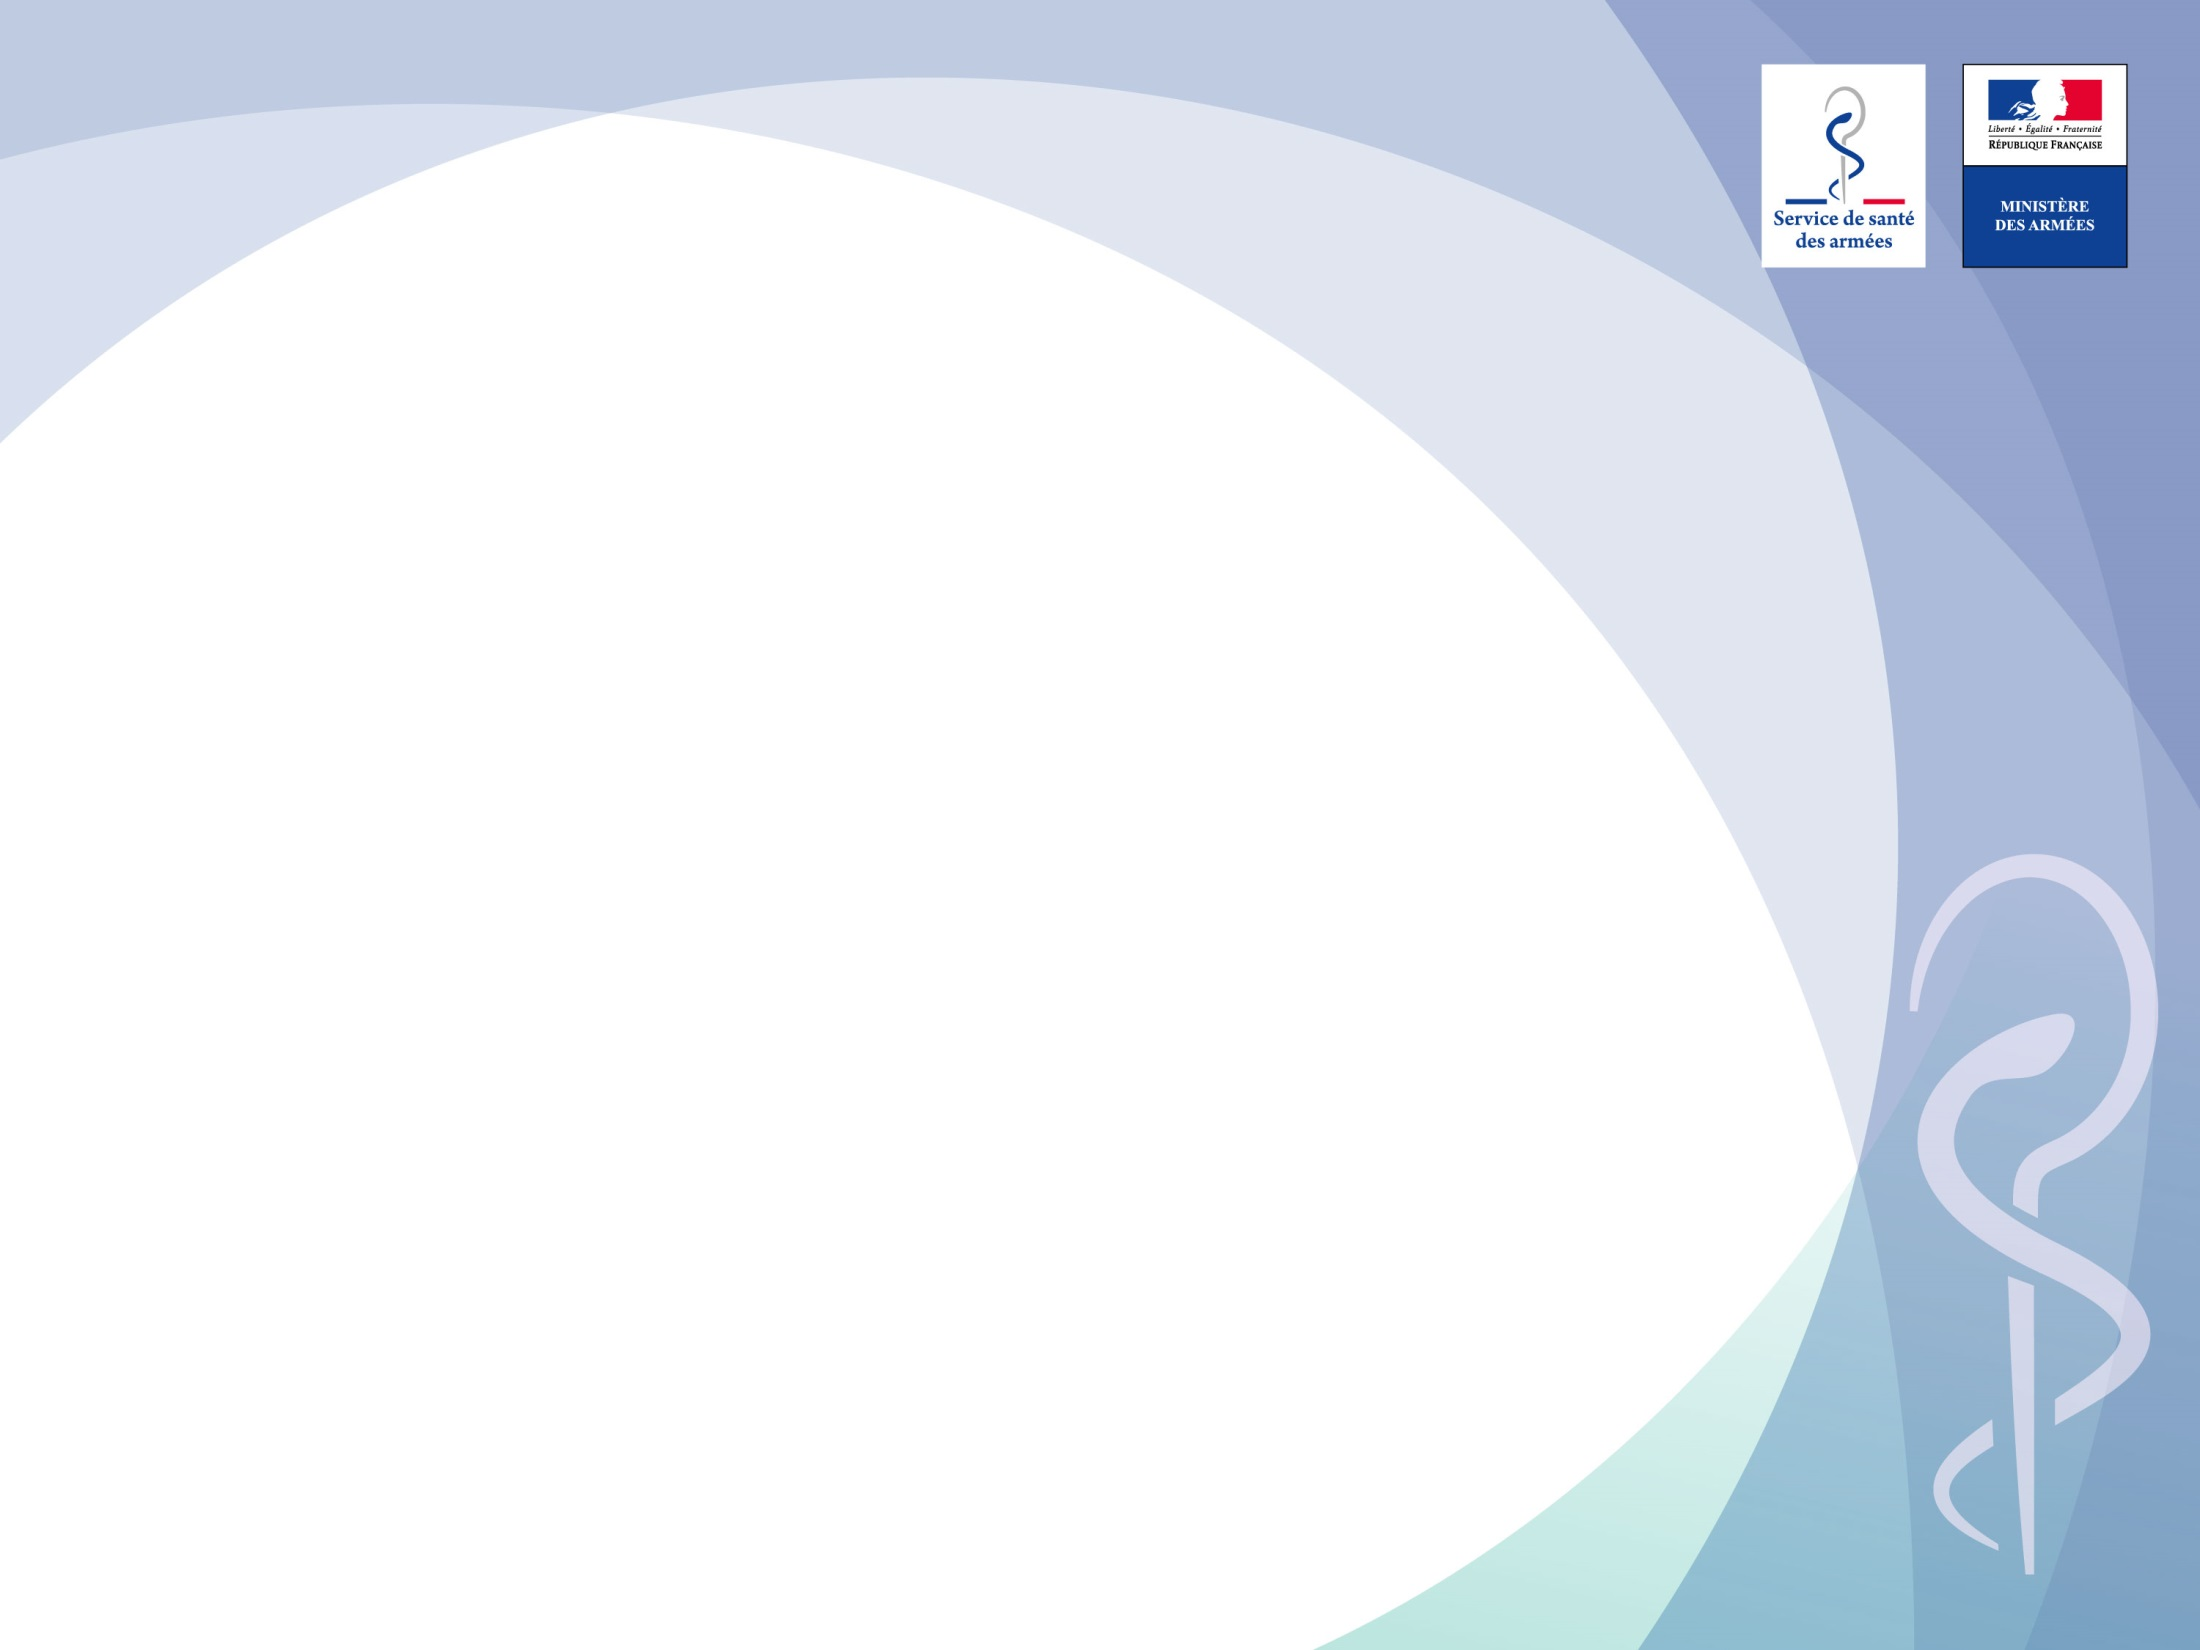 Service de santé
des armées
Liberté • Égalité • Fraternité
RÉPUBLIQUE FRANÇAISE
MINISTÈRE
DES ARMÉES